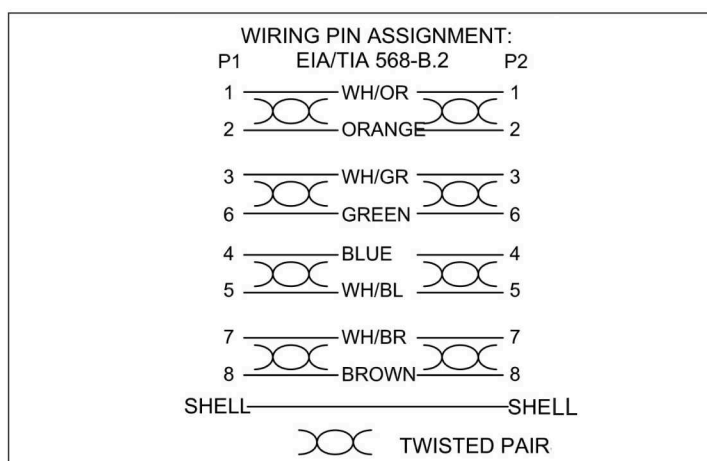 WIRING PIN ASSIGNMENT:
P1 EIA/TIA 568-B.2 P2
1 WH/OR 1
2 ORANGE 2
3 WH/GR 3
6 GREEN 6
4 BLUE 4
5 WH/BL 5
7 WH/BR 7
8 BROWN 8
SHELL SHELL
TWISTED PAIR